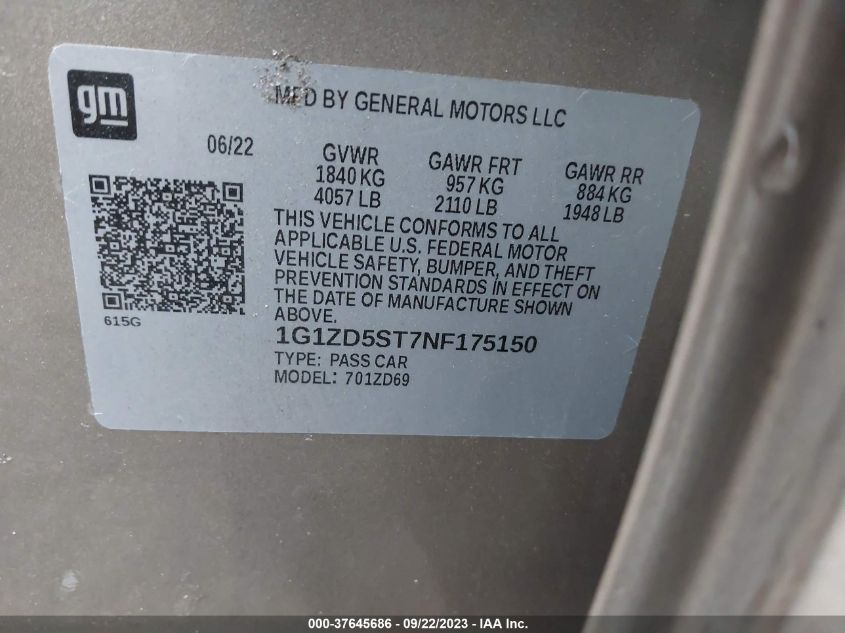 gm
MFD BY GENERAL MOTORS LLC
06/22
GVWR
1840 KG
4057 LB
GAWR FRT
957 KG
2110 LB
GAWR RR
884 KG
1948 LB
THIS VEHICLE CONFORMS TO ALL
APPLICABLE U.S. FEDERAL MOTOR
VEHICLE SAFETY, BUMPER, AND THEFT
PREVENTION STANDARDS IN EFFECT ON
THE DATE OF MANUFACTURE SHOWN
ABOVE.
615G
1G1ZD5ST7NF175150
TYPE: PASS CAR
MODEL: 701ZD69
000-37645686 - 09/22/2023 - IAA Inc.